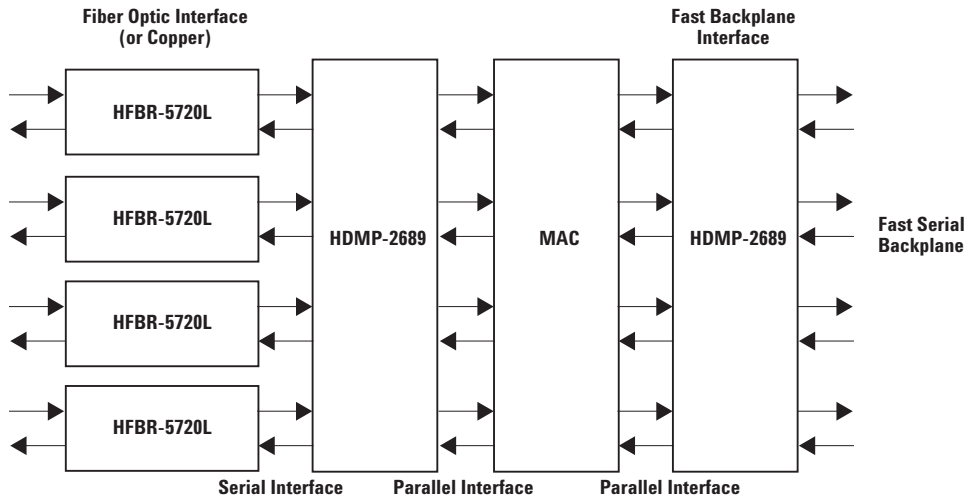 Fiber Optic Interface
(or Copper)
Fast Backplane
Interface
HFBR-5720L
HFBR-5720L
HFBR-5720L
HFBR-5720L
HDMP-2689
MAC
HDMP-2689
Fast Serial
Backplane
Serial Interface
Parallel Interface
Parallel Interface